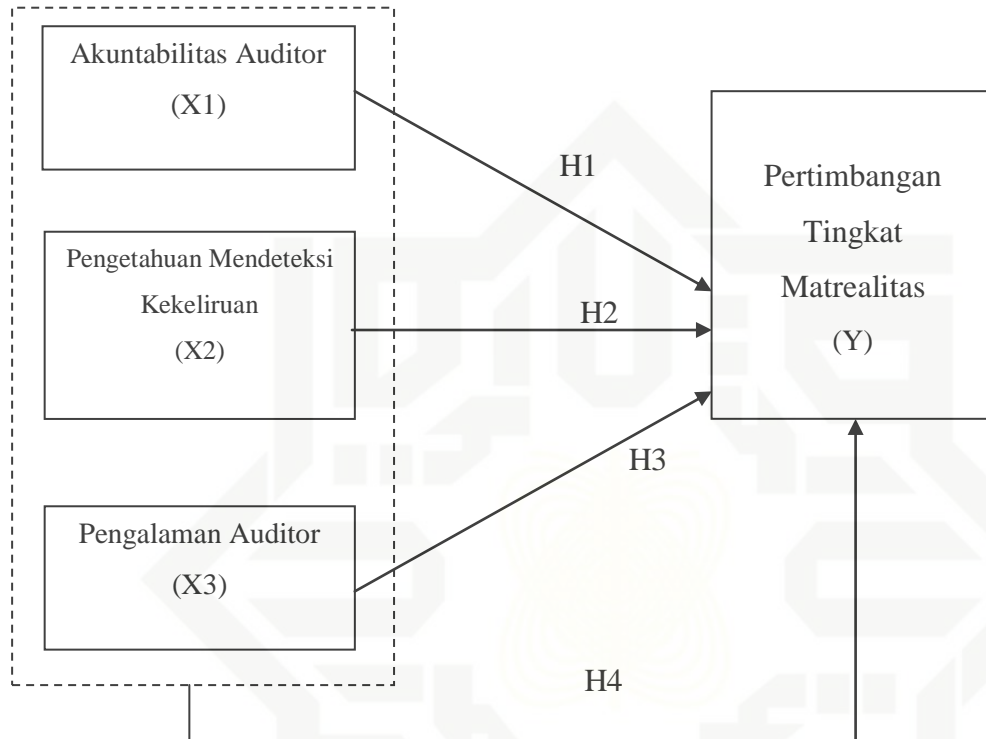 Akuntabilitas Auditor
(X1)
H1
Pertimbangan
Tingkat
Matrealitas
(Y)
Pengetahuan Mendeteksi
Kekeliruan
(X2)
H2
H3
Pengalaman Auditor
(X3)
H4